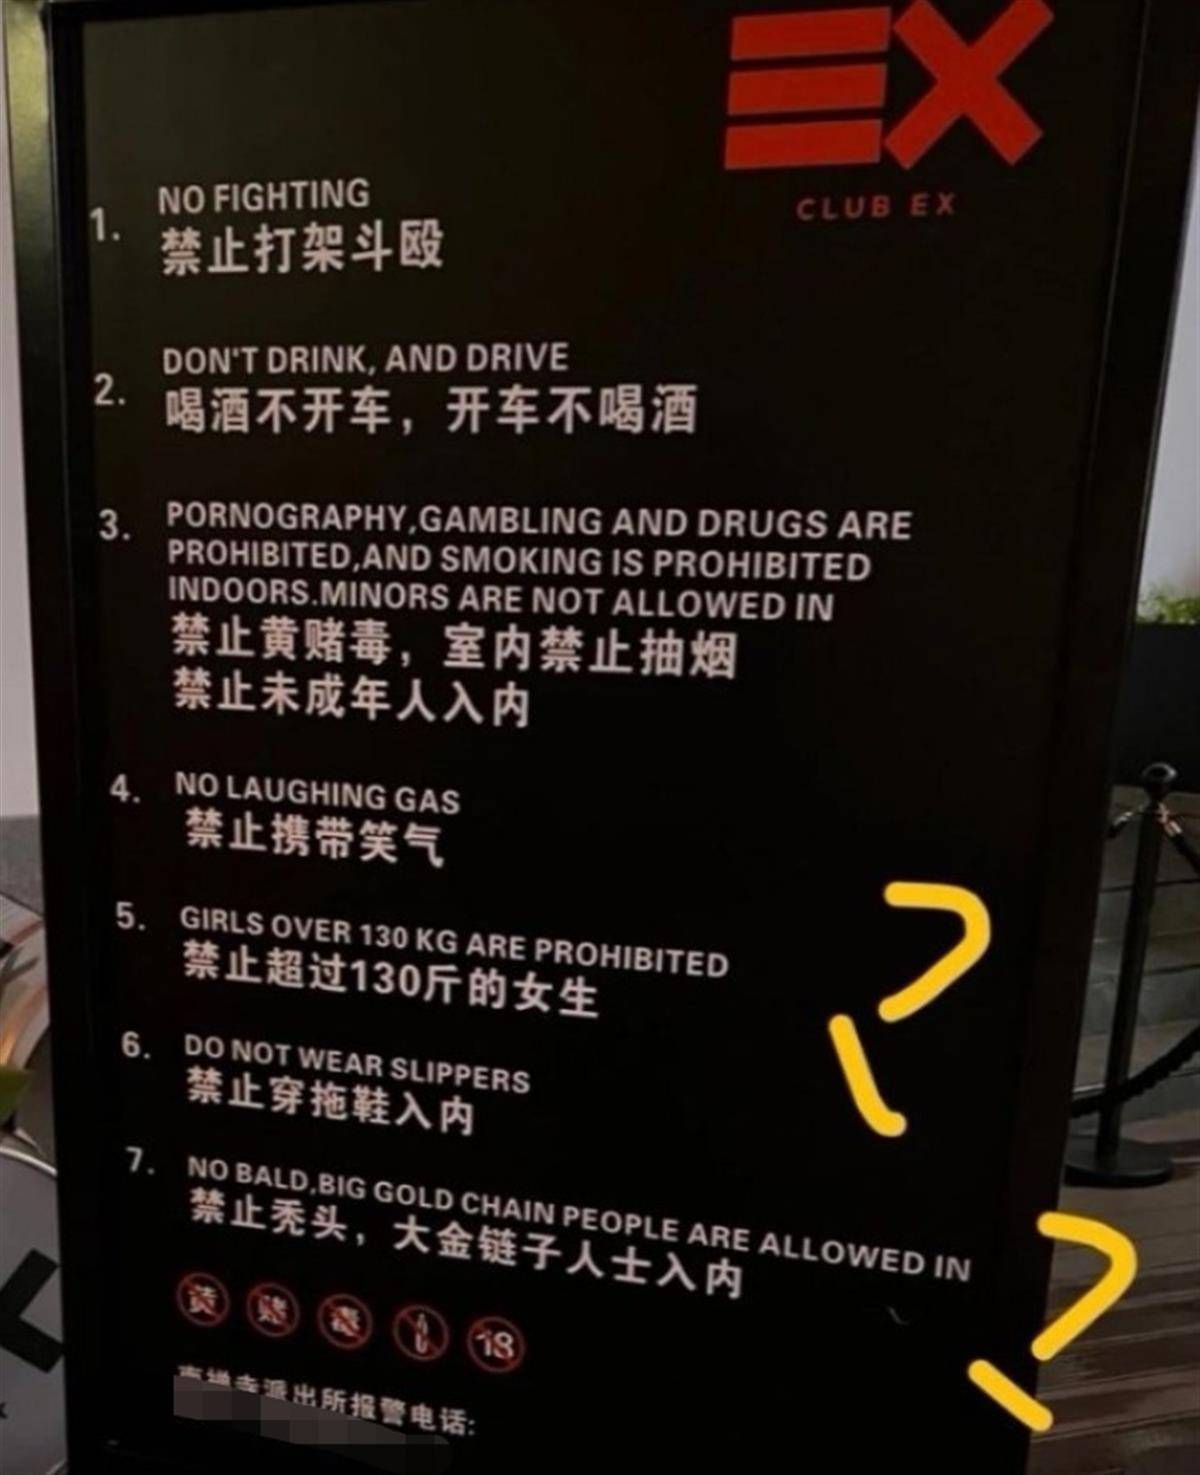 EX
CLUB EX
1. NO FIGHTING
禁止打架斗殴
2. DON'T DRINK, AND DRIVE
喝酒不开车，开车不喝酒
3. PORNOGRAPHY,GAMBLING AND DRUGS ARE
PROHIBITED,AND SMOKING IS PROHIBITED
INDOORS.MINORS ARE NOT ALLOWED IN
禁止黄赌毒，室内禁止抽烟
禁止未成年人入内
4. NO LAUGHING GAS
禁止携带笑气
5. GIRLS OVER 130 KG ARE PROHIBITED
禁止超过130斤的女生
6. DO NOT WEAR SLIPPERS
禁止穿拖鞋入内
7. NO BALD,BIG GOLD CHAIN PEOPLE ARE ALLOWED IN
禁止秃头，大金链子人士入内
黄 赌 毒 18
派出所报警电话: